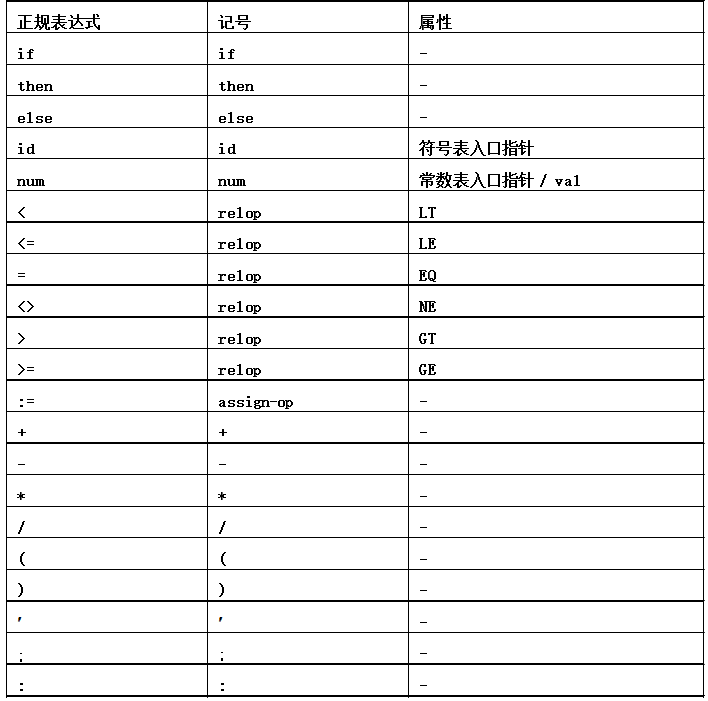 正规表达式 记号 属性
if if -
then then -
else else -
id id 符号表入口指针
num num 常数表入口指针 / val
< relop LT
<= relop LE
= relop EQ
<> relop NE
> relop GT
>= relop GE
:= assign-op -
+ + -
- - -
* * -
/ / -
( ( -
) ) -
' ' -
; ; -
: : -